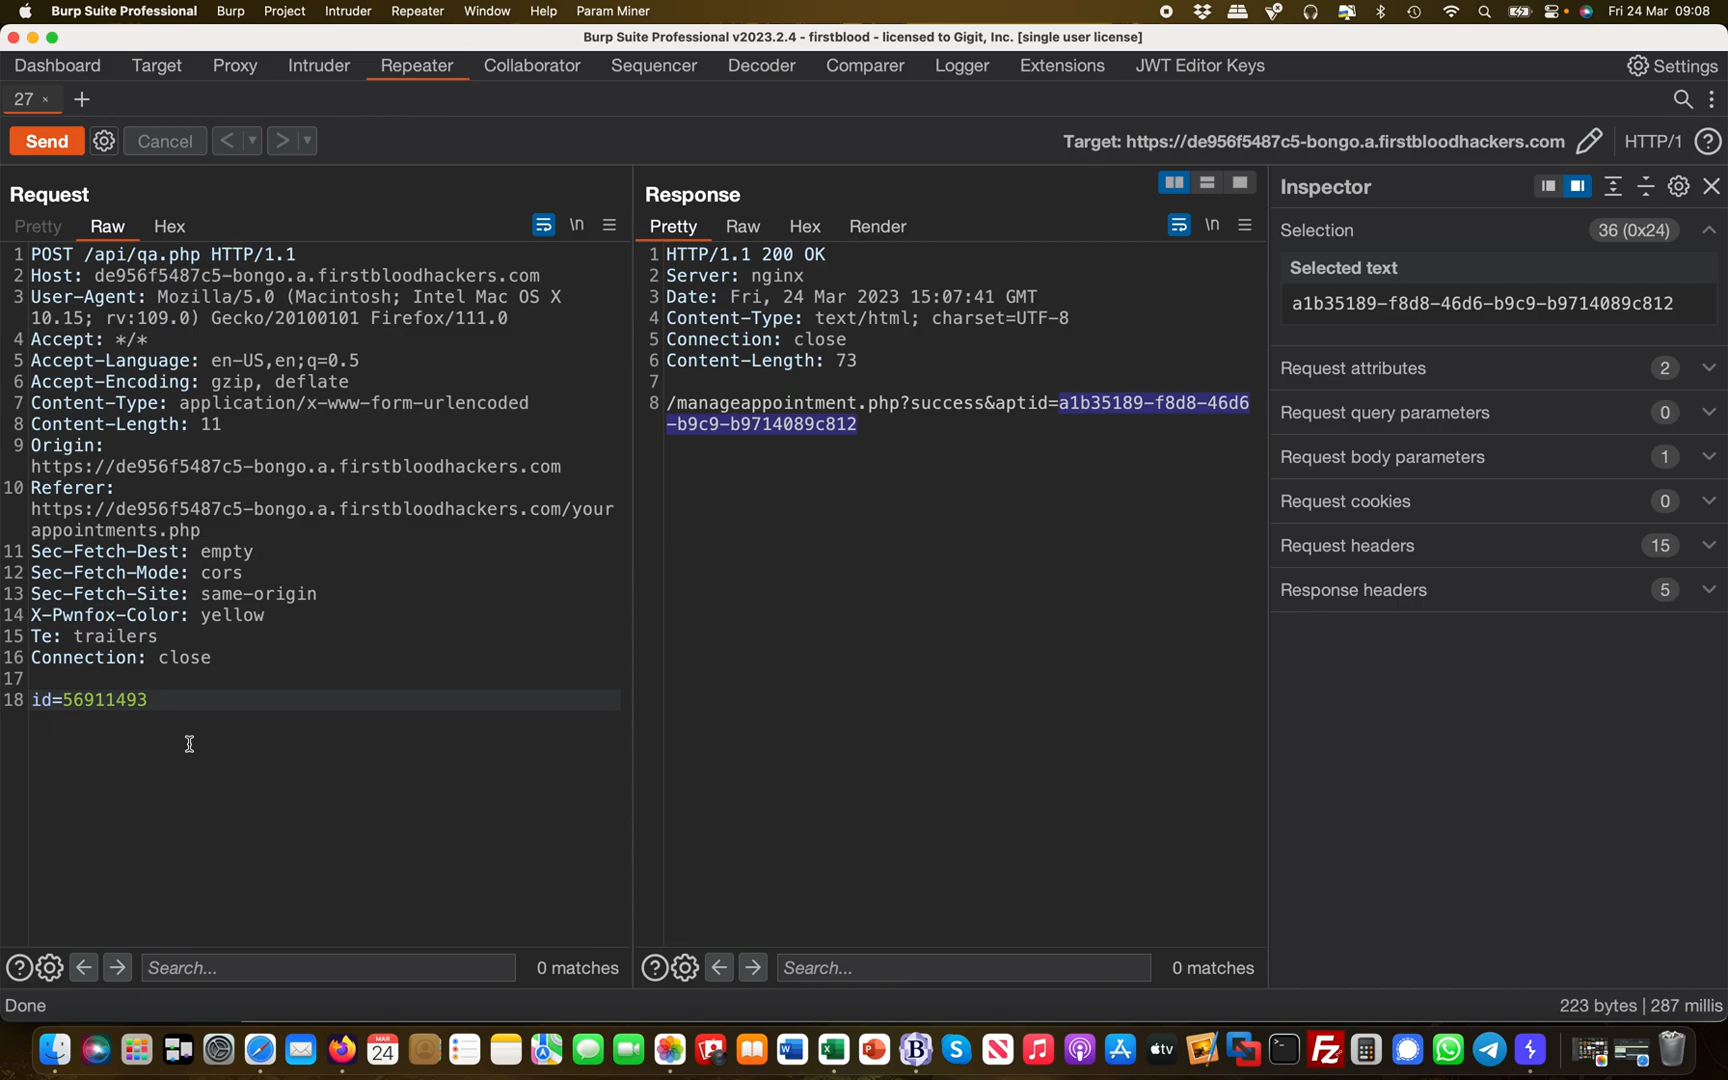 Burp Suite Professional Burp Project Intruder Repeater Window Help Param Miner Fri 24 Mar 09:08
Burp Suite Professional v2023.2.4 - firstblood - licensed to Gigit, Inc. [single user license]
Dashboard Target Proxy Intruder Repeater Collaborator Sequencer Decoder Comparer Logger Extensions JWT Editor Keys Settings
27 × +
Send Cancel < > Target: https://de956f5487c5-bongo.a.firstbloodhackers.com HTTP/1 ?
Request
Pretty Raw Hex \n
1 POST /api/qa.php HTTP/1.1
2 Host: de956f5487c5-bongo.a.firstbloodhackers.com
3 User-Agent: Mozilla/5.0 (Macintosh; Intel Mac OS X
10.15; rv:109.0) Gecko/20100101 Firefox/111.0
4 Accept: */*
5 Accept-Language: en-US,en;q=0.5
6 Accept-Encoding: gzip, deflate
7 Content-Type: application/x-www-form-urlencoded
8 Content-Length: 11
9 Origin:
https://de956f5487c5-bongo.a.firstbloodhackers.com
10 Referer:
https://de956f5487c5-bongo.a.firstbloodhackers.com/your
appointments.php
11 Sec-Fetch-Dest: empty
12 Sec-Fetch-Mode: cors
13 Sec-Fetch-Site: same-origin
14 X-Pwnfox-Color: yellow
15 Te: trailers
16 Connection: close
17
18 id=56911493
Search... 0 matches
Response
Pretty Raw Hex Render \n
1 HTTP/1.1 200 OK
2 Server: nginx
3 Date: Fri, 24 Mar 2023 15:07:41 GMT
4 Content-Type: text/html; charset=UTF-8
5 Connection: close
6 Content-Length: 73
7
8 /manageappointment.php?success&aptid=a1b35189-f8d8-46d6
-b9c9-b9714089c812
Search... 0 matches
Inspector
Selection 36 (0x24)
Selected text
a1b35189-f8d8-46d6-b9c9-b9714089c812
Request attributes 2
Request query parameters 0
Request body parameters 1
Request cookies 0
Request headers 15
Response headers 5
Done 223 bytes | 287 millis
MAR
24
tv